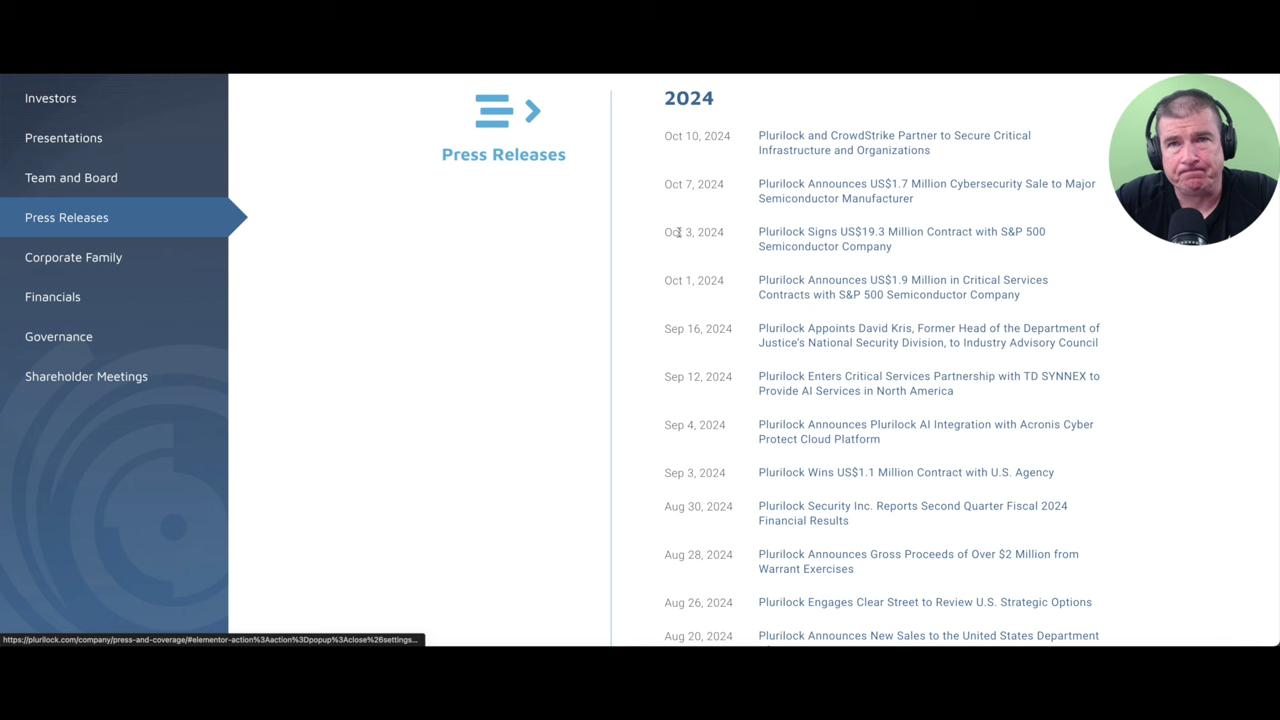 Investors
Presentations
Team and Board
Press Releases
Corporate Family
Financials
Governance
Shareholder Meetings
Press Releases
2024
Oct 10, 2024 Plurilock and CrowdStrike Partner to Secure Critical
Infrastructure and Organizations
Oct 7, 2024 Plurilock Announces US$1.7 Million Cybersecurity Sale to Major
Semiconductor Manufacturer
Oct 3, 2024 Plurilock Signs US$19.3 Million Contract with S&P 500
Semiconductor Company
Oct 1, 2024 Plurilock Announces US$1.9 Million in Critical Services
Contracts with S&P 500 Semiconductor Company
Sep 16, 2024 Plurilock Appoints David Kris, Former Head of the Department of
Justice's National Security Division, to Industry Advisory Council
Sep 12, 2024 Plurilock Enters Critical Services Partnership with TD SYNNEX to
Provide AI Services in North America
Sep 4, 2024 Plurilock Announces Plurilock AI Integration with Acronis Cyber
Protect Cloud Platform
Sep 3, 2024 Plurilock Wins US$1.1 Million Contract with U.S. Agency
Aug 30, 2024 Plurilock Security Inc. Reports Second Quarter Fiscal 2024
Financial Results
Aug 28, 2024 Plurilock Announces Gross Proceeds of Over $2 Million from
Warrant Exercises
Aug 26, 2024 Plurilock Engages Clear Street to Review U.S. Strategic Options
Aug 20, 2024 Plurilock Announces New Sales to the United States Department
https://plurilock.com/company/press-and-coverage/#elementor-action%3Aaction%3Dpopup%3Aclose%26settings...